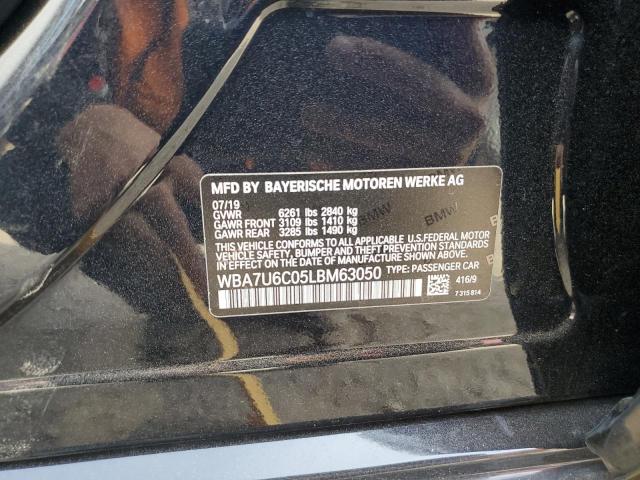 MFD BY BAYERISCHE MOTOREN WERKE AG
07/19
GVWR 6261 lbs 2840 kg
GAWR FRONT 3109 lbs 1410 kg
GAWR REAR 3285 lbs 1490 kg
THIS VEHICLE CONFORMS TO ALL APPLICABLE U.S.FEDERAL MOTOR
VEHICLE SAFETY, BUMPER, AND THEFT PREVENTION STANDARDS
IN EFFECT ON THE DATE OF MANUFACTURE SHOWN ABOVE.
WBA7U6C05LBM63050 TYPE: PASSENGER CAR
416/9
7 315 814
BMW
BMW